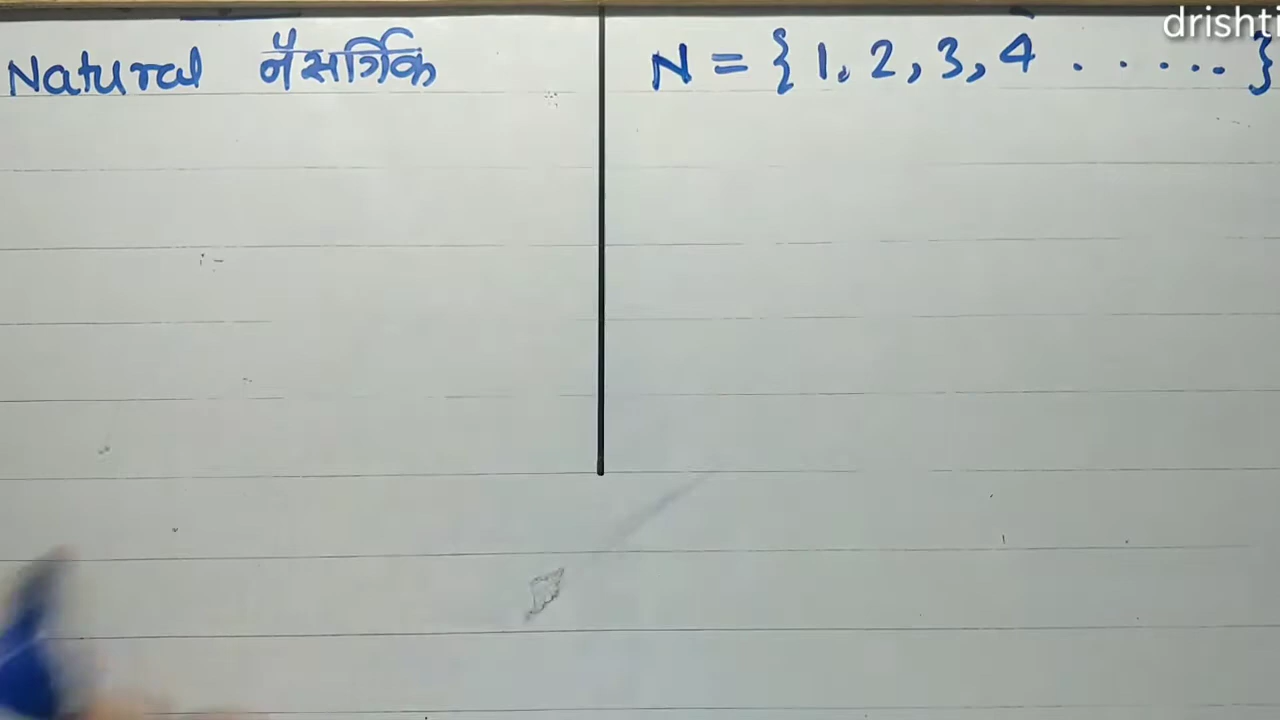 drishti
Natural नैसर्गिक
N = { 1, 2, 3, 4 . . . . . . }